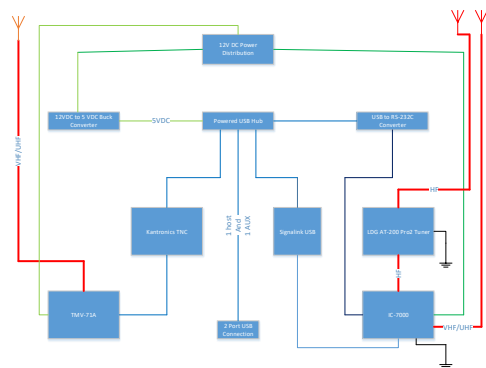 12V DC Power
Distribution
12VDC to 5 VDC Buck
Converter
5VDC
Powered USB Hub
USB to RS-232C
Converter
VHF/UHF
HF
Kantronics TNC
1 host
And
1 AUX
Signalink USB
LDG AT-200 Pro2 Tuner
HF
TMV-71A
2 Port USB
Connection
IC-7000
VHF/UHF